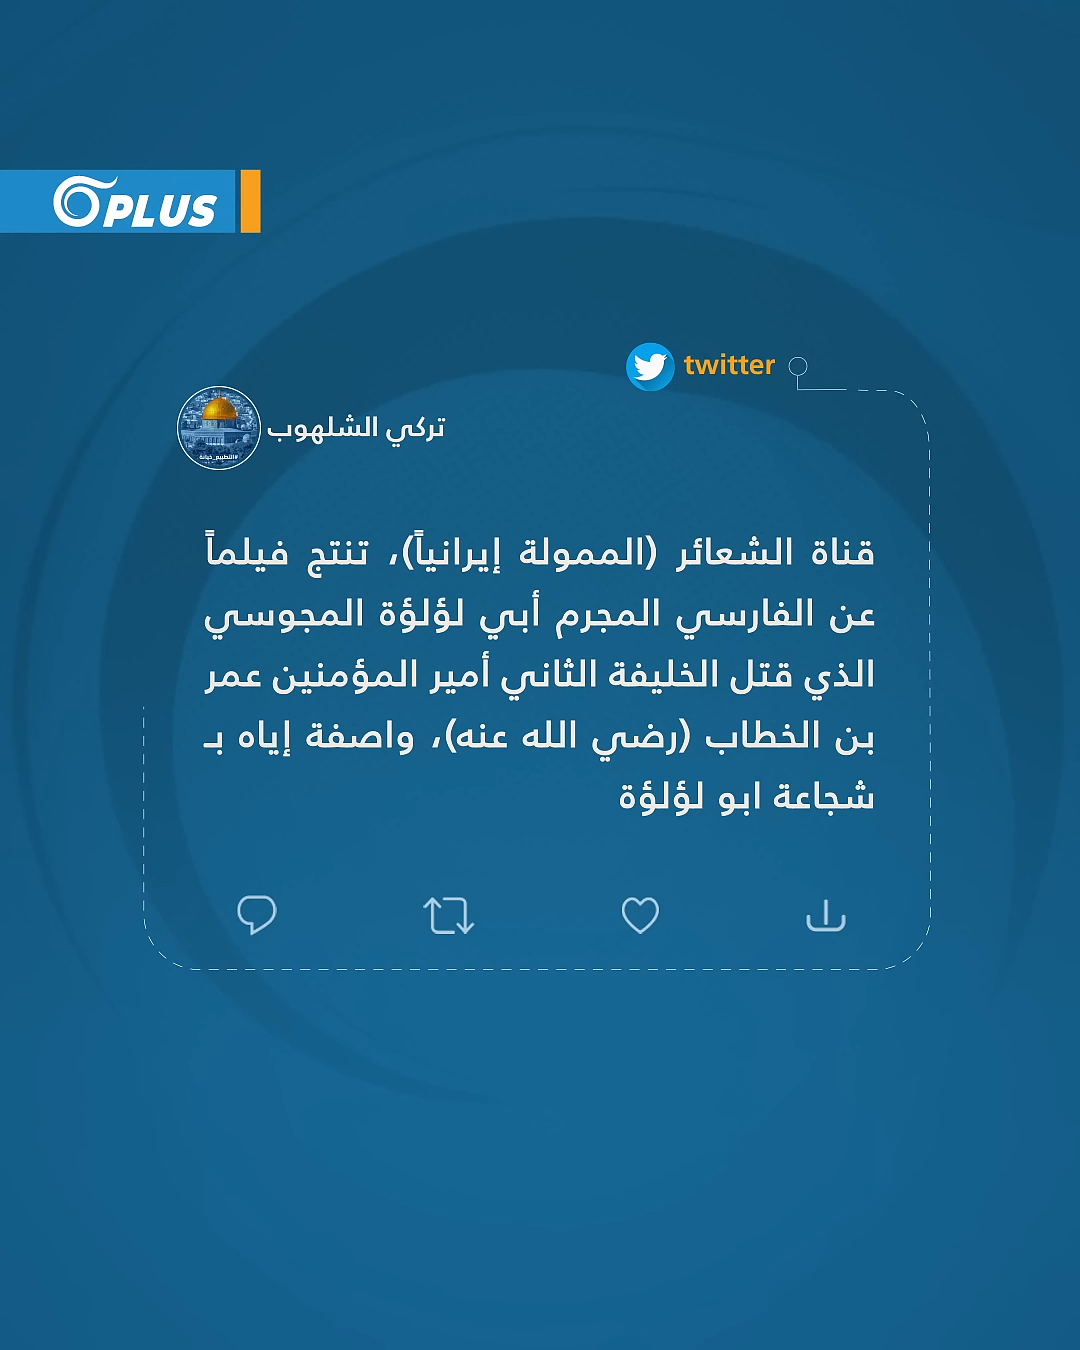 PLUS
twitter
تركي الشلهوب
#التطبيع_خيانة
قناة الشعائر (الممولة إيرانياً)، تنتج فيلماً
عن الفارسي المجرم أبي لؤلؤة المجوسي
الذي قتل الخليفة الثاني أمير المؤمنين عمر
بن الخطاب (رضي الله عنه)، واصفة إياه بـ
شجاعة ابو لؤلؤة